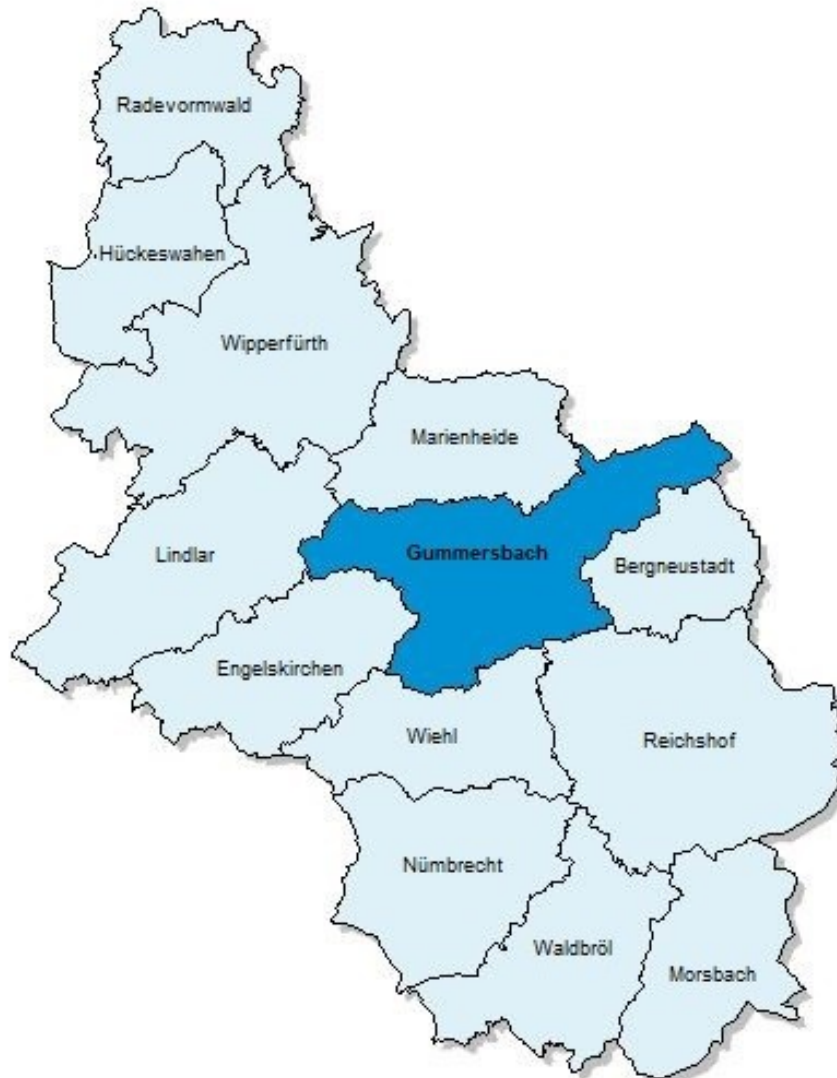 Radevormwald
Hückeswahen
Wipperfürth
Marienheide
Lindlar
Gummersbach
Bergneustadt
Engelskirchen
Wiehl
Reichshof
Nümbrecht
Waldbröl
Morsbach